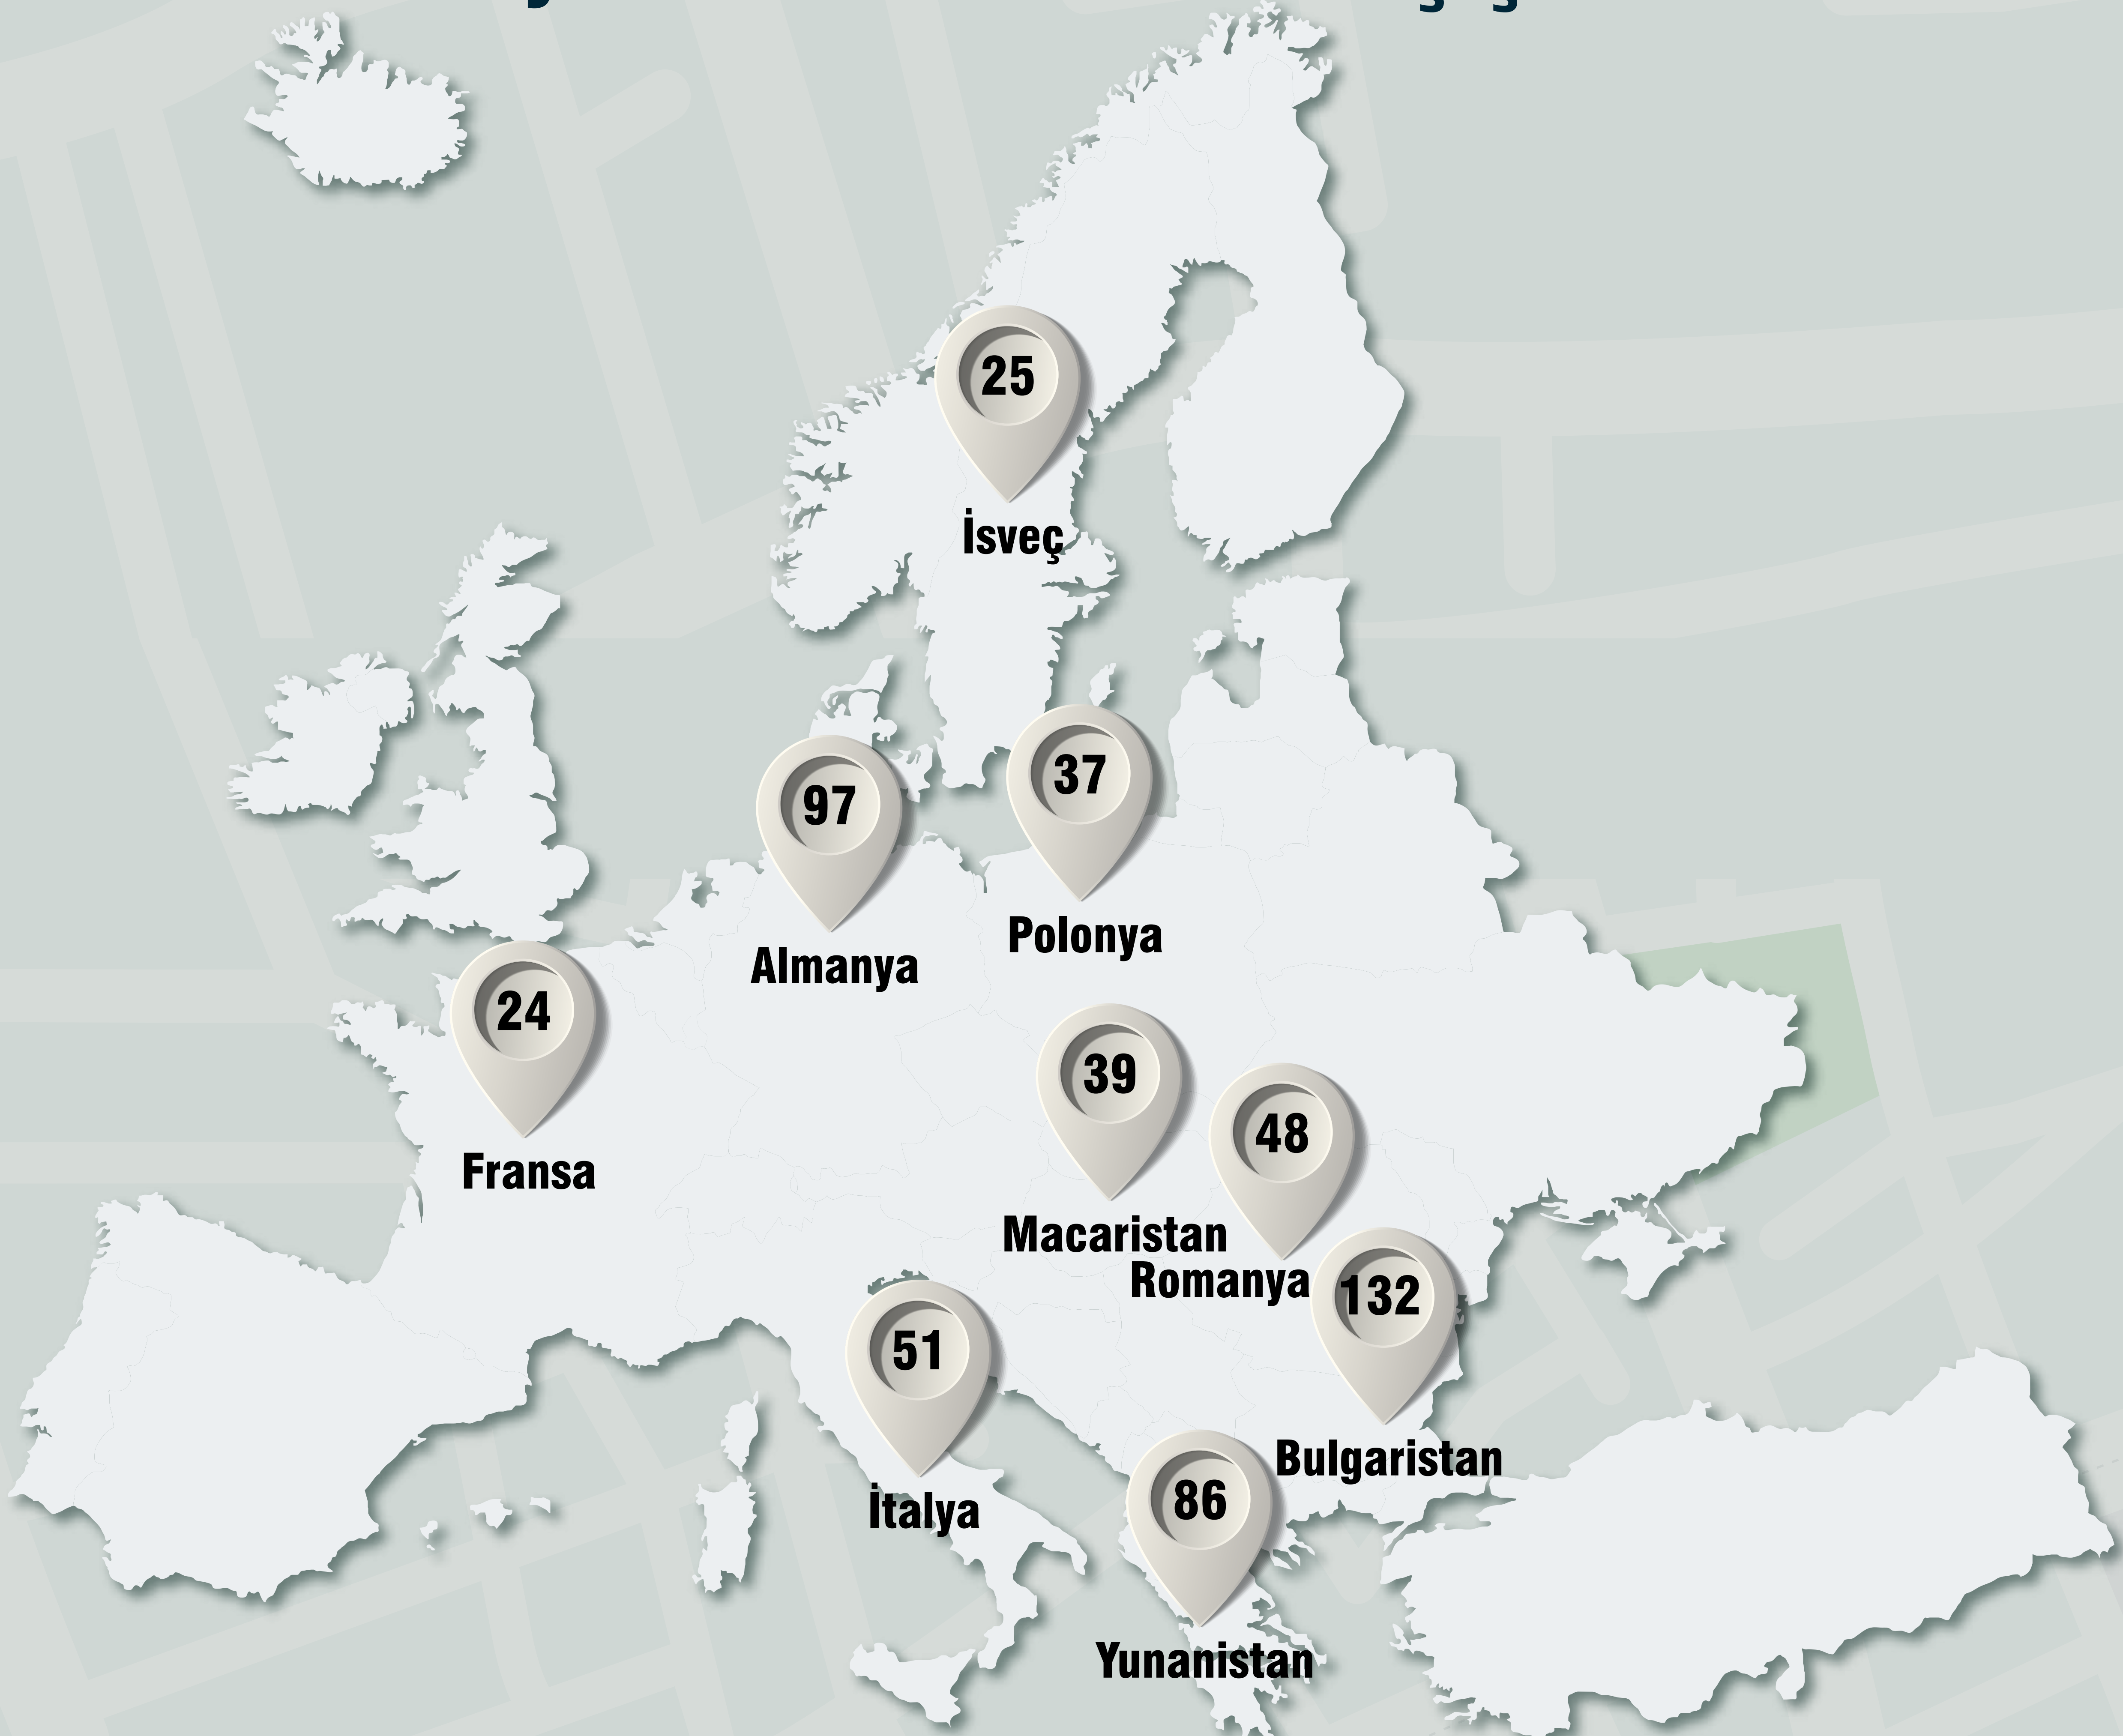 25
İsveç
37
Polonya
97
Almanya
24
Fransa
39
Macaristan
48
Romanya
132
Bulgaristan
51
İtalya
86
Yunanistan